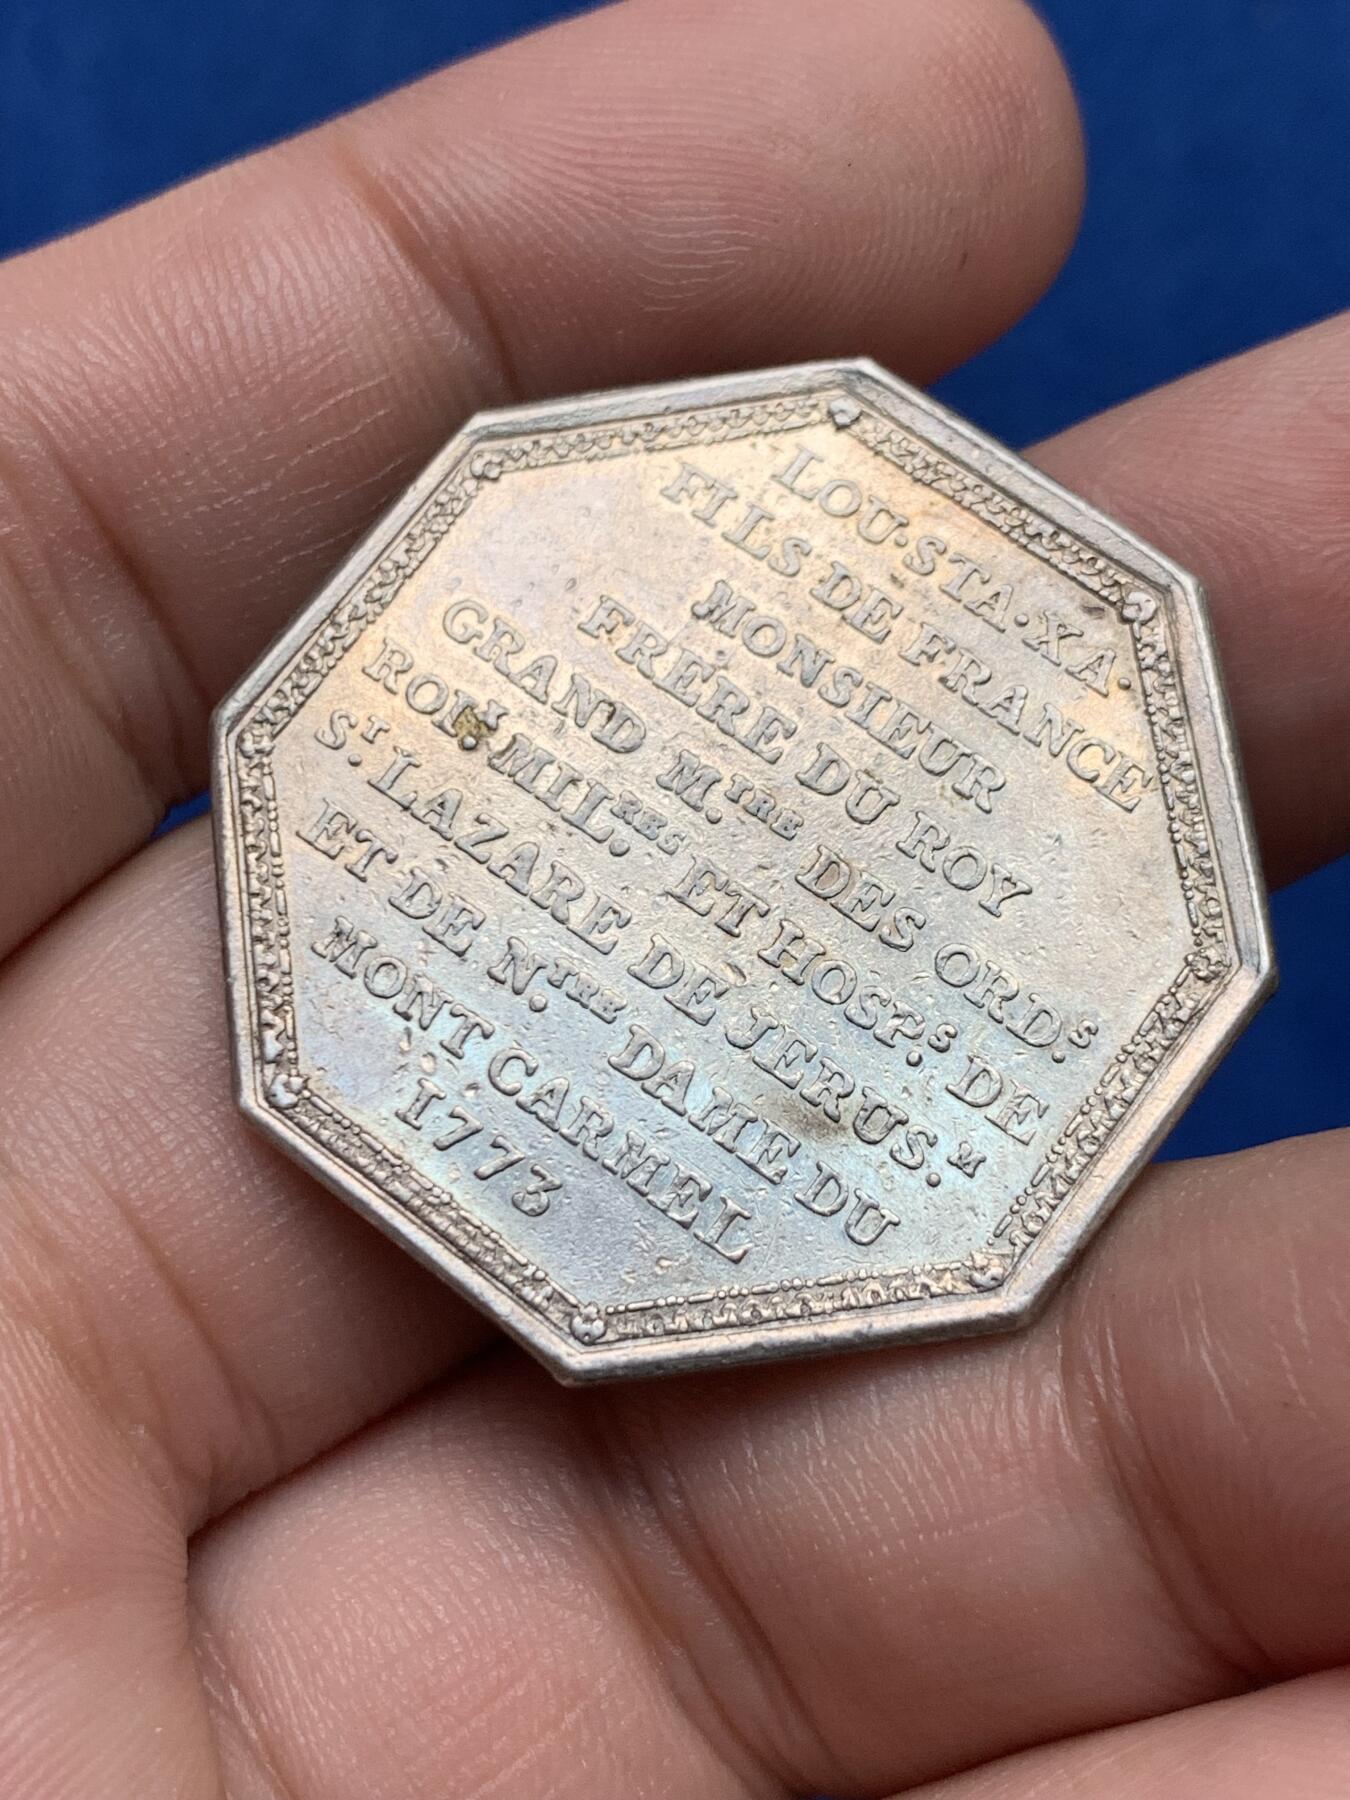 LOU·STA·XA·
FILS DE FRANCE
MONSIEUR
FRERE DU ROY
GRAND M.TRE DES ORD.S
ROY.X MIL.RES ET HOSP.S DE
S.T LAZARE DE JERUS.M
ET DE N.TRE DAME DU
MONT CARMEL
1773